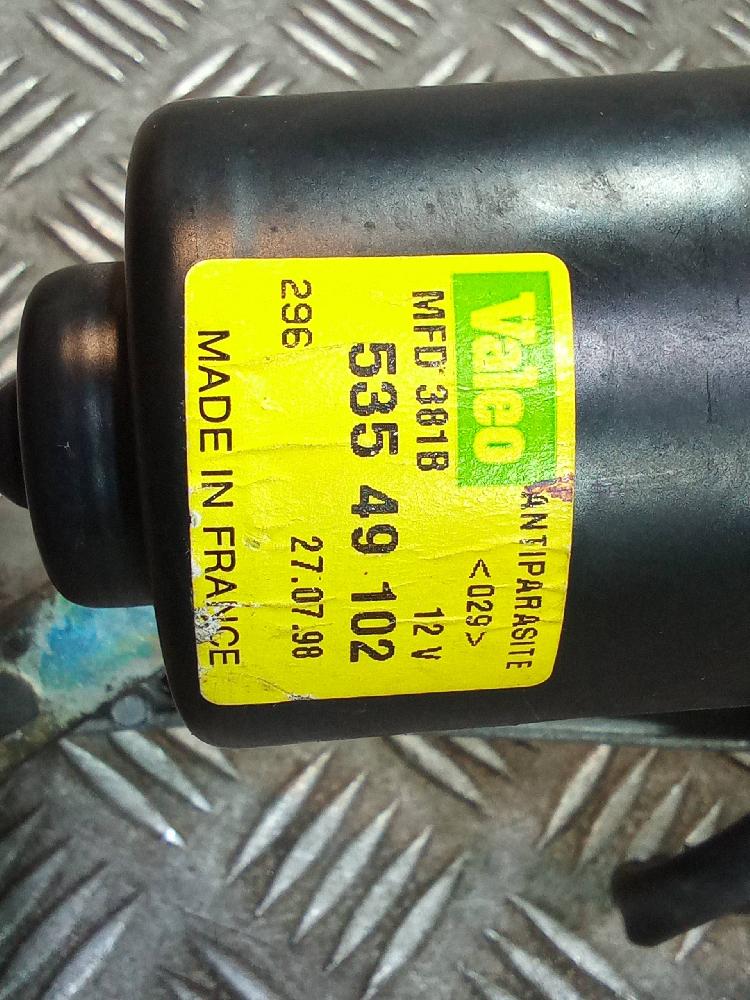 Valeo
ANTIPARASITE
<029>
MFD 381B 12 V
535 49 102
296 27.07.98
MADE IN FRANCE